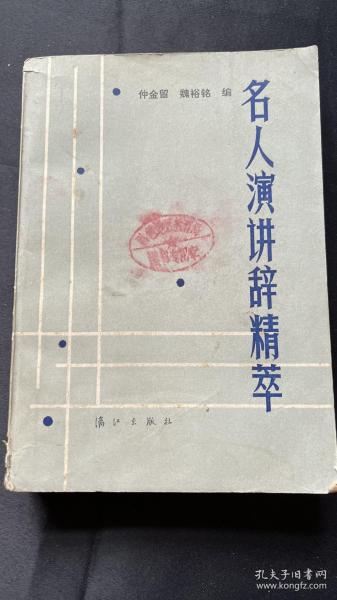 仲金留 魏裕铭 编
名人演讲辞精萃
漓江出版社
孔夫子旧书网
www.kongfz.com